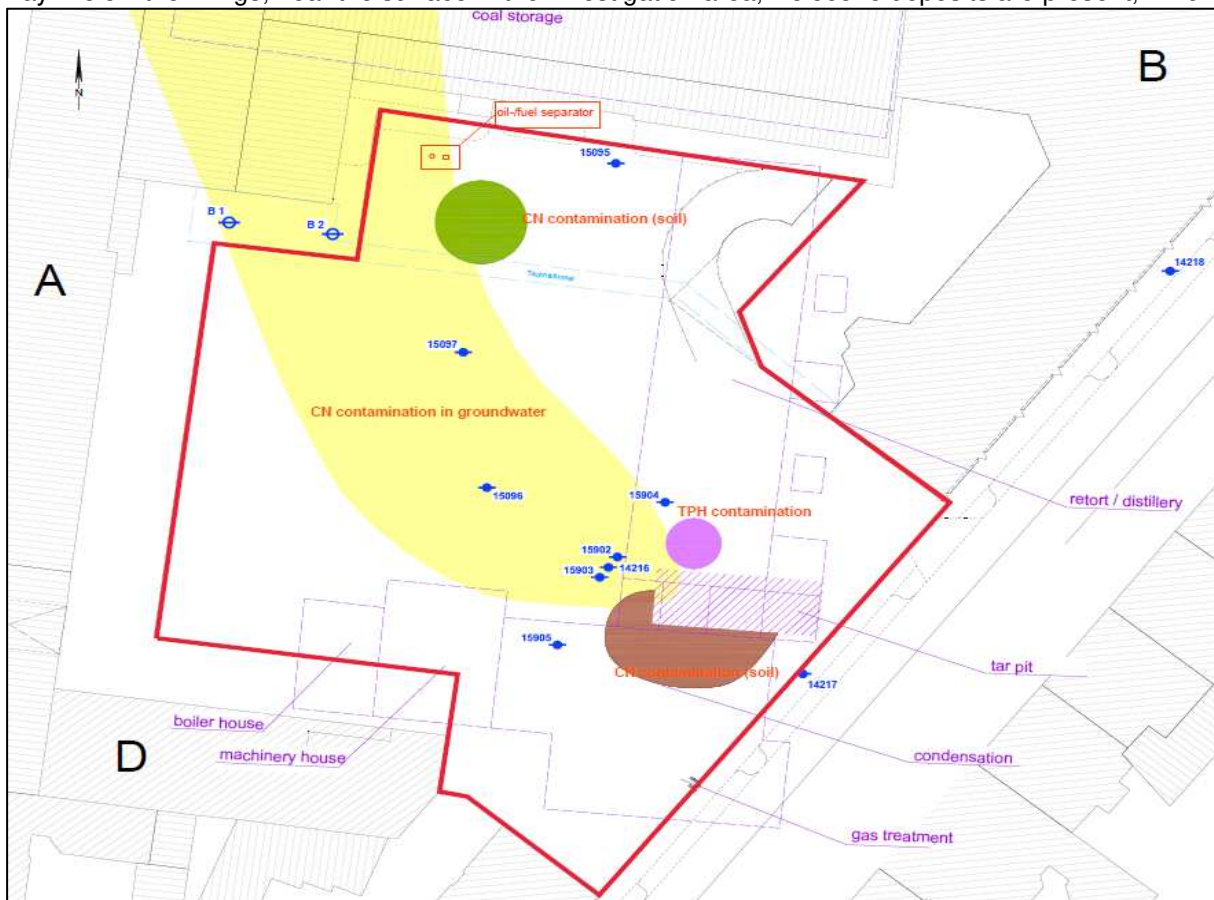 coal storage
B
N
oil-/fuel separator
15095
B 1
B 2
CN contamination (soil)
14218
A
15097
CN contamination in groundwater
15096
15904
retort / distillery
TPH contamination
15902
14216
15903
15905
tar pit
CN contamination (soil)
14217
boiler house
condensation
D
machinery house
gas treatment